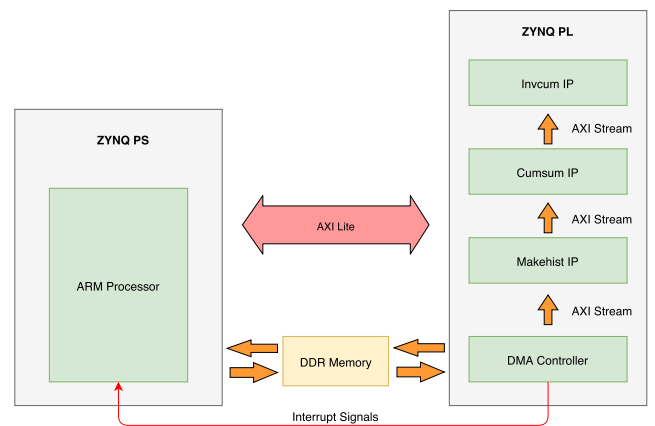 ZYNQ PL
Invcum IP
AXI Stream
Cumsum IP
AXI Stream
Makehist IP
AXI Stream
DMA Controller
ZYNQ PS
ARM Processor
AXI Lite
DDR Memory
Interrupt Signals